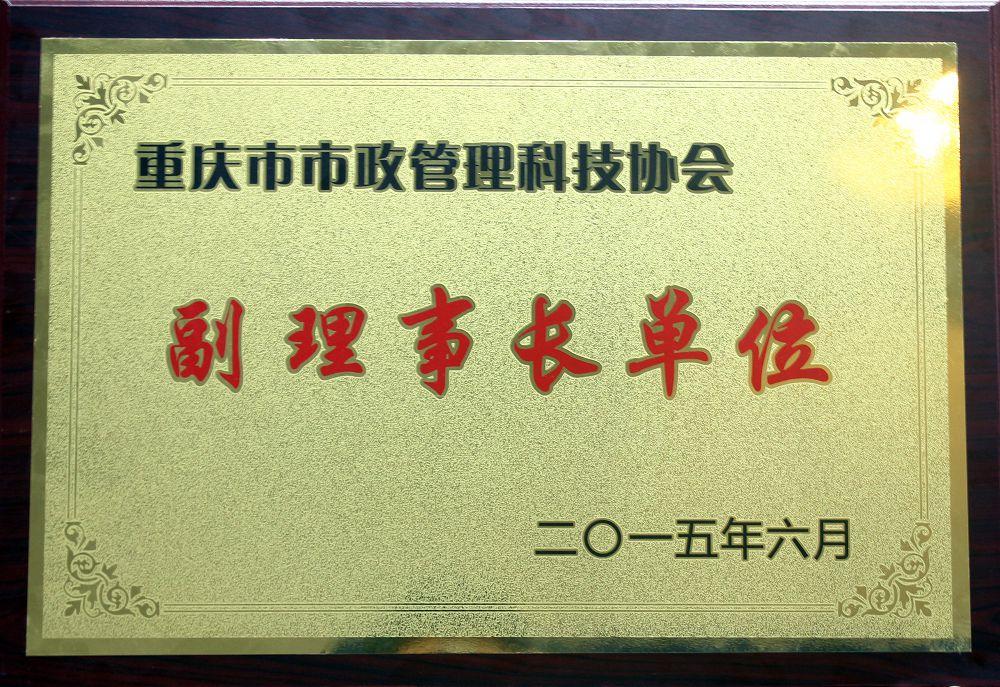 重庆市市政管理科技协会
副理事长单位
二〇一五年六月